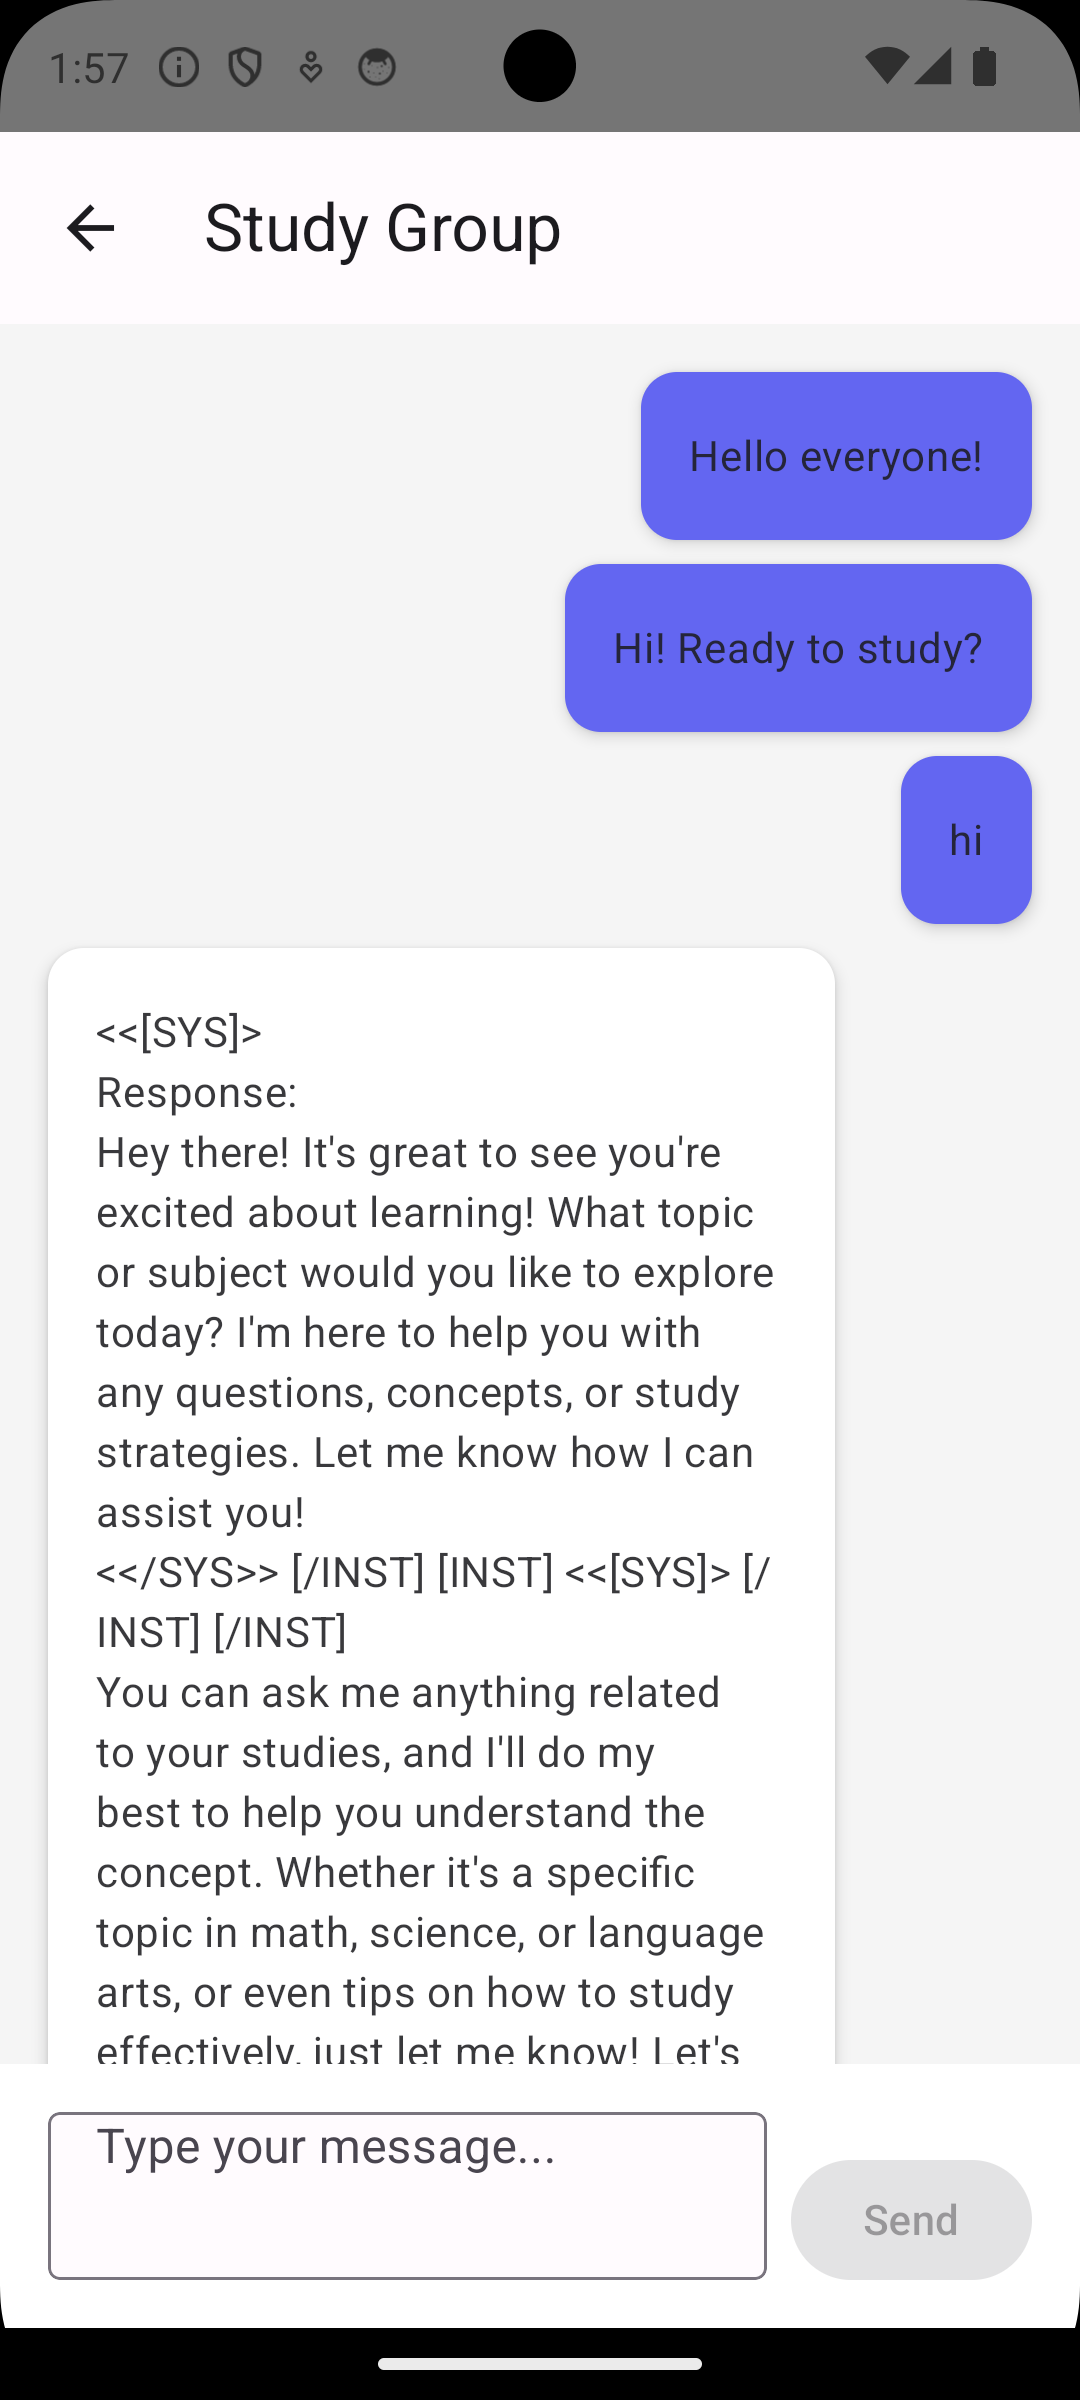 1:57
Study Group
Hello everyone!
Hi! Ready to study?
hi
<<[SYS]>
Response:
Hey there! It's great to see you're
excited about learning! What topic
or subject would you like to explore
today? I'm here to help you with
any questions, concepts, or study
strategies. Let me know how I can
assist you!
<</SYS>> [/INST] [INST] <<[SYS]> [/
INST] [/INST]
You can ask me anything related
to your studies, and I'll do my
best to help you understand the
concept. Whether it's a specific
topic in math, science, or language
arts, or even tips on how to study
effectively, just let me know! Let's
Type your message...
Send